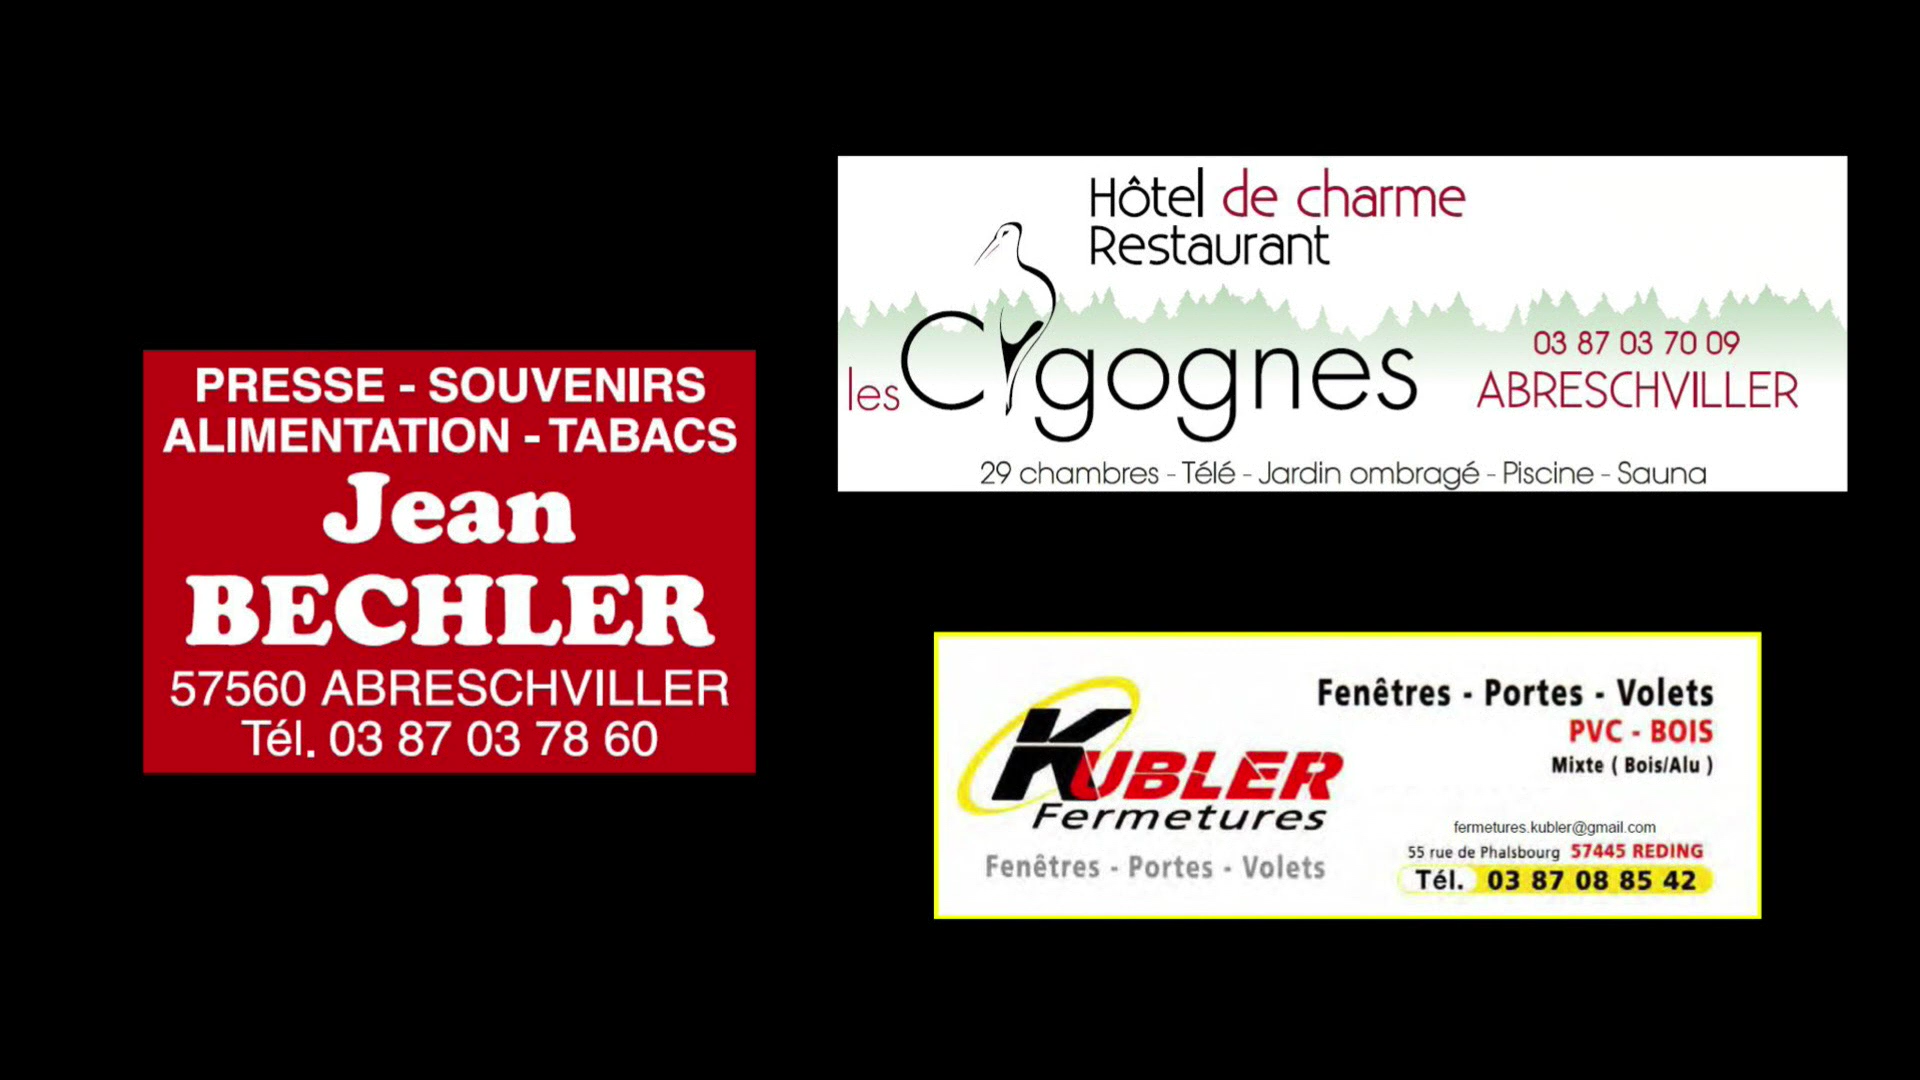 PRESSE - SOUVENIRS
ALIMENTATION - TABACS
Jean
BECHLER
57560 ABRESCHVILLER
Tél. 03 87 03 78 60
Hôtel de charme
Restaurant
les Cygognes
03 87 03 70 09
ABRESCHVILLER
29 chambres - Télé - Jardin ombragé - Piscine - Sauna
KUBLER
Fermetures
Fenêtres - Portes - Volets
Fenêtres - Portes - Volets
PVC - BOIS
Mixte ( Bois/Alu )
fermetures.kubler@gmail.com
55 rue de Phalsbourg 57445 REDING
Tél. 03 87 08 85 42